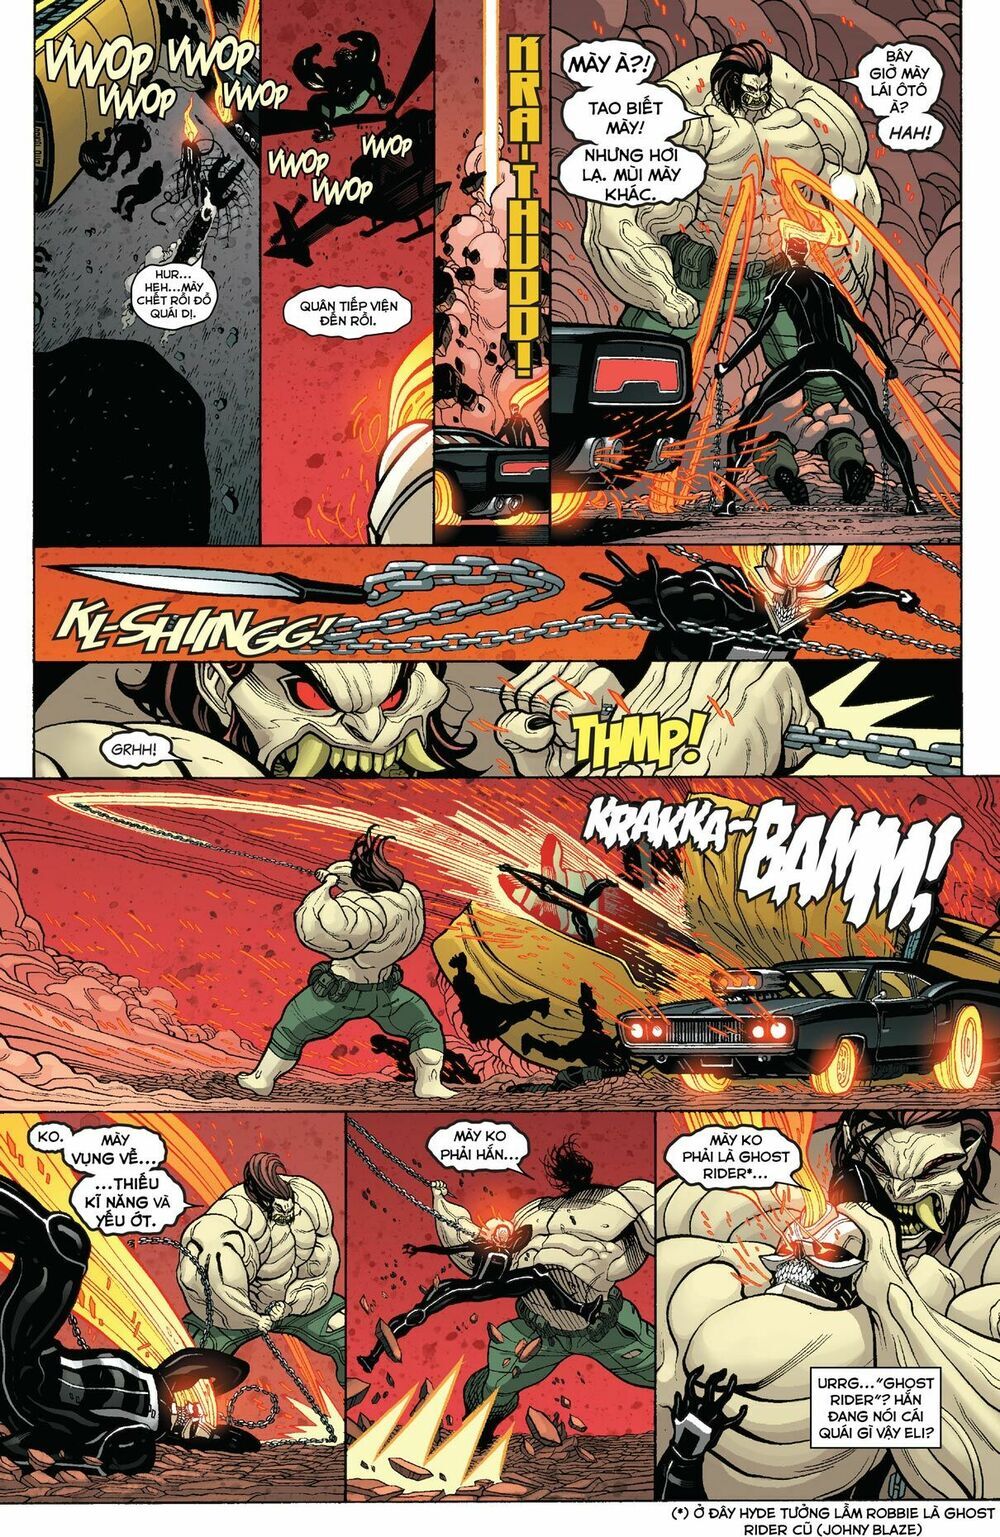 VWOP
VWOP
VWOP
VWOP
HUR...
HEH...MÀY
CHẾT RỒI ĐỒ
QUÁI DỊ.
VWOP
VWOP
VWOP
QUÂN TIẾP VIỆN
ĐẾN RỒI.
KRATHUDD!
MÀY À?!
TAO BIẾT
MÀY!
NHƯNG HƠI
LẠ. MÙI MÀY
KHÁC.
BÂY
GIỜ MÀY
LÁI ÔTÔ
À?
HAH!
KL-SHIINGG!
GRHH!
THMP!
KRAKKA-
BAMM!
KO.
MÀY
VỤNG VỀ...
...THIẾU
KĨ NĂNG VÀ
YẾU ỚT.
MÀY KO
PHẢI HẮN...
MÀY KO
PHẢI LÀ GHOST
RIDER*...
URRG..."GHOST
RIDER"? HẮN
ĐANG NÓI CÁI
QUÁI GÌ VẬY ELI?
(*) Ở ĐÂY HYDE TƯỞNG LẦM ROBBIE LÀ GHOST
RIDER CŨ (JOHNY BLAZE)